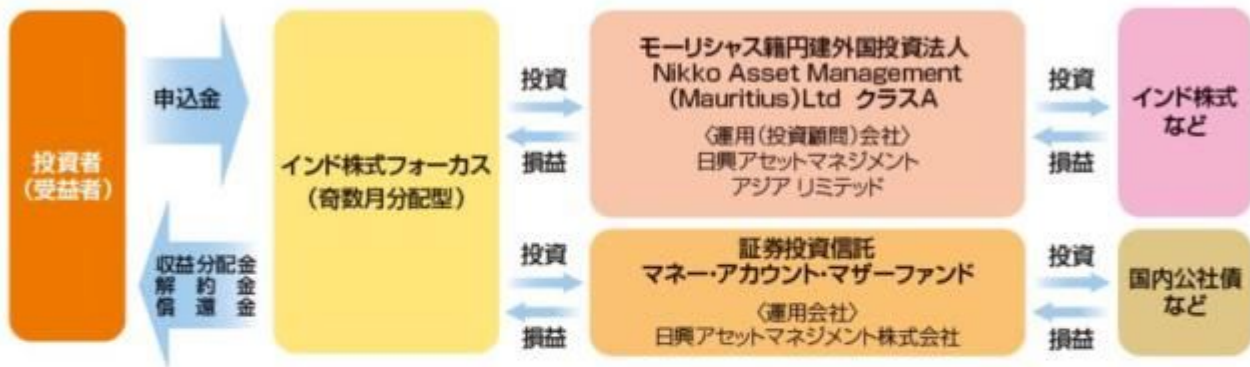 投資者
(受益者)
申込金
収益分配金
解約金
償還金
インド株式フォーカス
(奇数月分配型)
投資
損益
モーリシャス籍円建外国投資法人
Nikko Asset Management
(Mauritius)Ltd クラスA
〈運用(投資顧問)会社〉
日興アセットマネジメント
アジア リミテッド
投資
損益
インド株式
など
投資
損益
証券投資信託
マネー・アカウント・マザーファンド
〈運用会社〉
日興アセットマネジメント株式会社
投資
損益
国内公社債
など